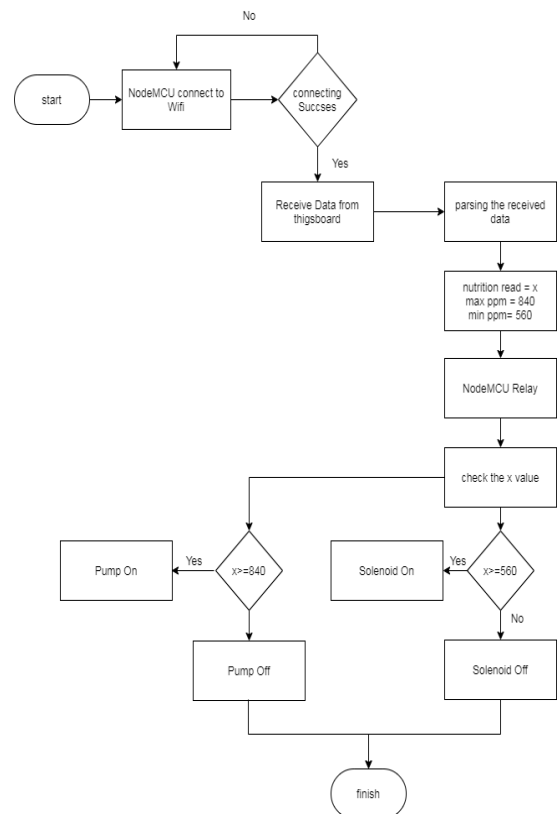 No
start
NodeMCU connect to
Wifi
connecting
Succses
Yes
Receive Data from
thigsboard
parsing the received
data
nutrition read = x
max ppm = 840
min ppm= 560
NodeMCU Relay
check the x value
Pump On
Yes
x>=840
Solenoid On
Yes
x>=560
No
Pump Off
Solenoid Off
finish